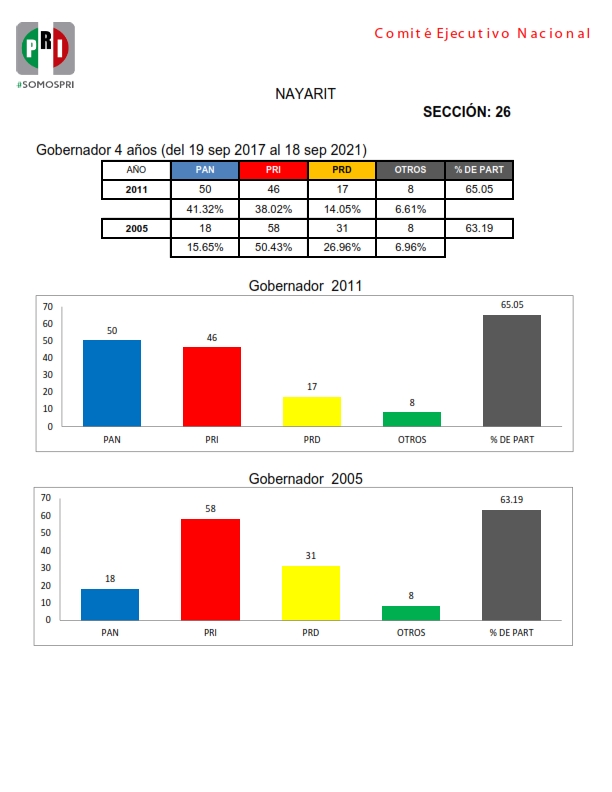 PRI
#SOMOSPRI
Comité Ejecutivo Nacional
NAYARIT
SECCIÓN: 26
Gobernador 4 años (del 19 sep 2017 al 18 sep 2021)
AÑO PAN PRI PRD OTROS % DE PART
2011 50 46 17 8 65.05
41.32% 38.02% 14.05% 6.61%
2005 18 58 31 8 63.19
15.65% 50.43% 26.96% 6.96%
Gobernador 2011
70
60
50
40
30
20
10
0
50
46
17
8
65.05
PAN PRI PRD OTROS % DE PART
Gobernador 2005
70
60
50
40
30
20
10
0
18
58
31
8
63.19
PAN PRI PRD OTROS % DE PART